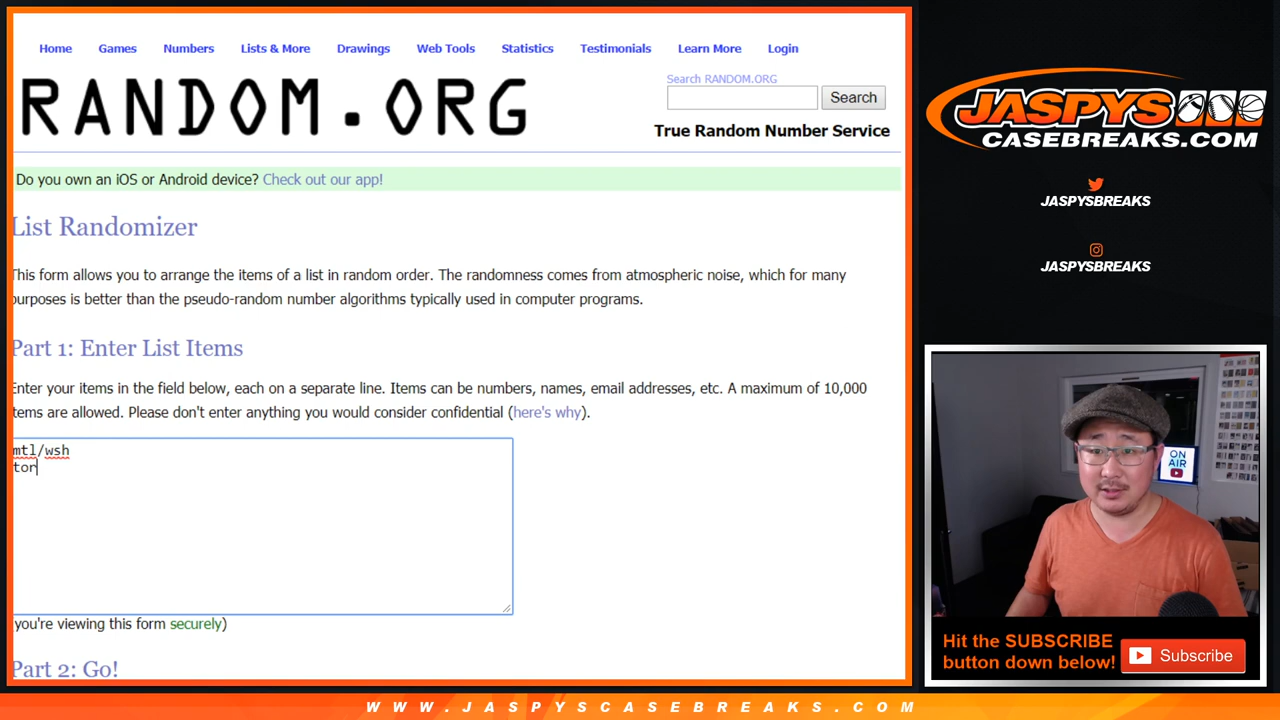 Home Games Numbers Lists & More Drawings Web Tools Statistics Testimonials Learn More Login
RANDOM.ORG
Search RANDOM.ORG
Search
True Random Number Service
Do you own an iOS or Android device? Check out our app!
List Randomizer
This form allows you to arrange the items of a list in random order. The randomness comes from atmospheric noise, which for many
purposes is better than the pseudo-random number algorithms typically used in computer programs.
Part 1: Enter List Items
Enter your items in the field below, each on a separate line. Items can be numbers, names, email addresses, etc. A maximum of 10,000
items are allowed. Please don't enter anything you would consider confidential (here's why).
mtl/wsh
tor
you're viewing this form securely)
Part 2: Go!
JASPYS
CASEBREAKS.COM
JASPYSBREAKS
JASPYSBREAKS
ON
AIR
Hit the SUBSCRIBE
button down below!
Subscribe
WWW.JASPYSCASEBREAKS.COM